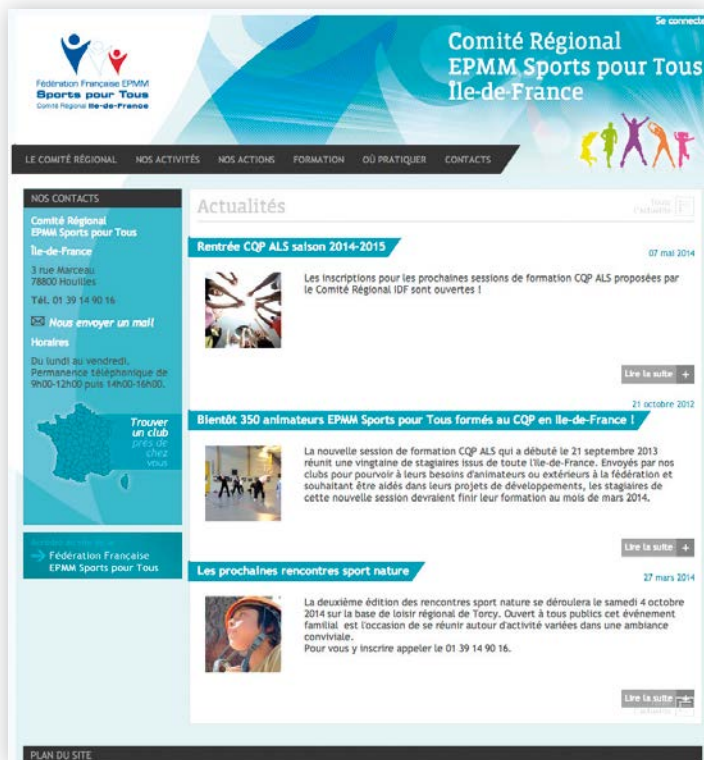 Se connecte
Fédération Française EPMM
Sports pour Tous
Comité Régional Ile-de-France
Comité Régional
EPMM Sports pour Tous
Île-de-France
LE COMITÉ RÉGIONAL NOS ACTIVITÉS NOS ACTIONS FORMATION OÙ PRATIQUER CONTACTS
NOS CONTACTS
Comité Régional
EPMM Sports pour Tous
Île-de-France
3 rue Marceau
78800 Houilles
Tél. 01 39 14 90 16
Nous envoyer un mail
Horaires
Du lundi au vendredi.
Permanence téléphonique de
9h00-12h00 puis 14h00-16h00.
Trouver
un club
près de
chez
vous
Fédération Française
EPMM Sports pour Tous
Actualités
Toute
l'actualité
Rentrée CQP ALS saison 2014-2015
07 mai 2014
Les inscriptions pour les prochaines sessions de formation CQP ALS proposées par
le Comité Régional IDF sont ouvertes !
Lire la suite +
21 octobre 2012
Bientôt 350 animateurs EPMM Sports pour Tous formés au CQP en Ile-de-France !
La nouvelle session de formation CQP ALS qui a débuté le 21 septembre 2013
réunit une vingtaine de stagiaires issus de toute l'Ile-de-France. Envoyés par nos
clubs pour pourvoir à leurs besoins d'animateurs ou extérieurs à la fédération et
souhaitant être aidés dans leurs projets de développements, les stagiaires de
cette nouvelle session devraient finir leur formation au mois de mars 2014.
Lire la suite +
Les prochaines rencontres sport nature
27 mars 2014
La deuxième édition des rencontres sport nature se déroulera le samedi 4 octobre
2014 sur la base de loisir régional de Torcy. Ouvert à tous publics cet événement
familial est l'occasion de se réunir autour d'activité variées dans une ambiance
conviviale.
Pour vous y inscrire appeler le 01 39 14 90 16.
Lire la suite +
l'actualité
PLAN DU SITE